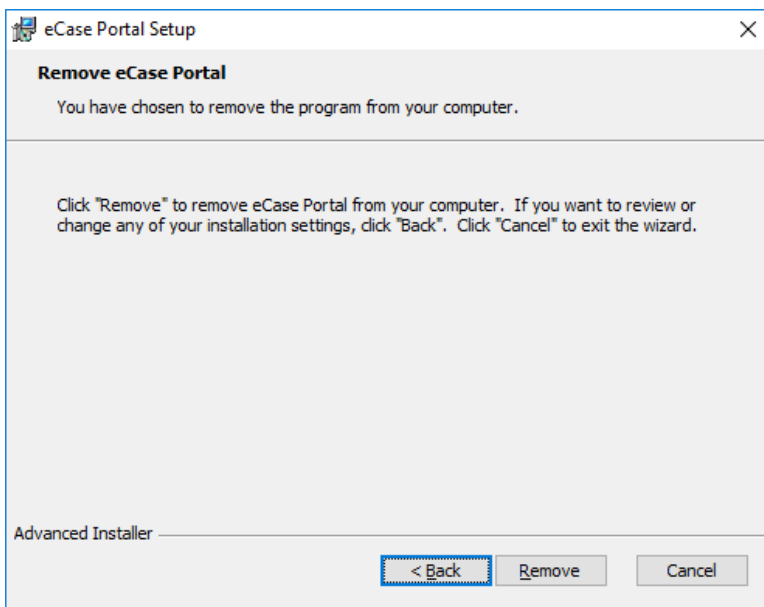 eCase Portal Setup
Remove eCase Portal
You have chosen to remove the program from your computer.
Click "Remove" to remove eCase Portal from your computer. If you want to review or
change any of your installation settings, click "Back". Click "Cancel" to exit the wizard.
Advanced Installer
< Back Remove Cancel